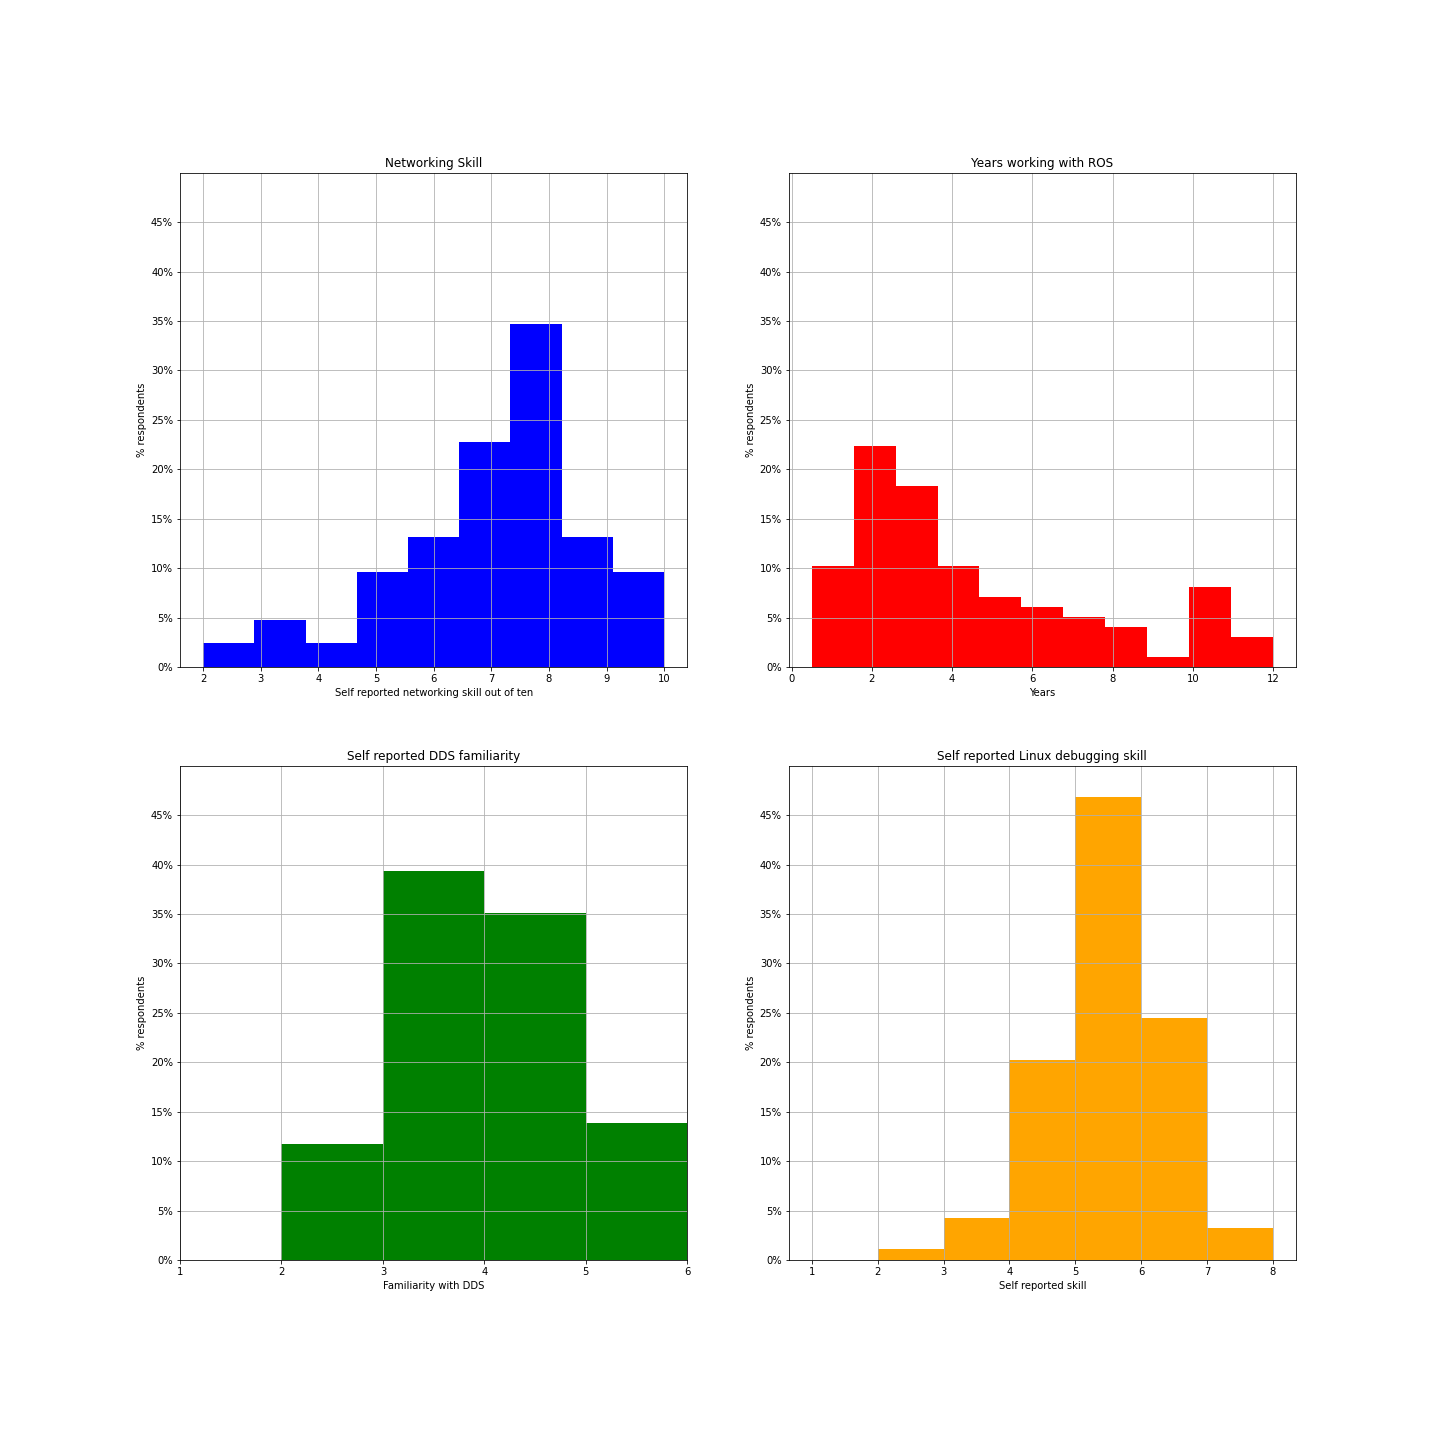 Networking Skill
45%
40%
35%
30%
25%
20%
15%
10%
5%
0%
% respondents
2 3 4 5 6 7 8 9 10
Self reported networking skill out of ten
Years working with ROS
45%
40%
35%
30%
25%
20%
15%
10%
5%
0%
% respondents
0 2 4 6 8 10 12
Years
Self reported DDS familiarity
45%
40%
35%
30%
25%
20%
15%
10%
5%
0%
% respondents
1 2 3 4 5 6
Familiarity with DDS
Self reported Linux debugging skill
45%
40%
35%
30%
25%
20%
15%
10%
5%
0%
% respondents
1 2 3 4 5 6 7 8
Self reported skill